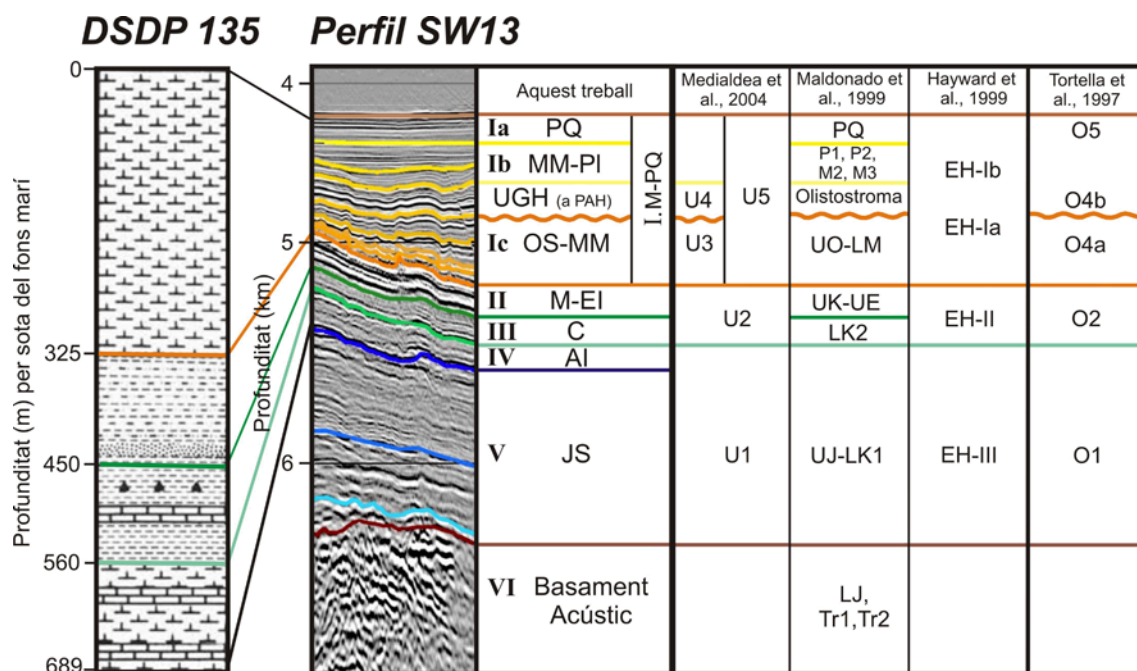 DSDP 135
Perfil SW13
Profunditat (m) per sota del fons marí
0
325
450
560
689
Profunditat (km)
4
5
6
Aquest treball
Medialdea et
al., 2004
Maldonado et
al., 1999
Hayward et
al., 1999
Tortella et al.
1997
Ia PQ
Ib MM-PI
UGH (a PAH)
Ic OS-MM
I.M-PQ
II M-EI
III C
IV AI
V JS
VI Basament
Acústic
U4
U3
U5
U2
U1
PQ
P1, P2,
M2, M3
Olistostroma
UO-LM
UK-UE
LK2
UJ-LK1
LJ,
Tr1,Tr2
EH-Ib
EH-Ia
EH-II
EH-III
O5
O4b
O4a
O2
O1